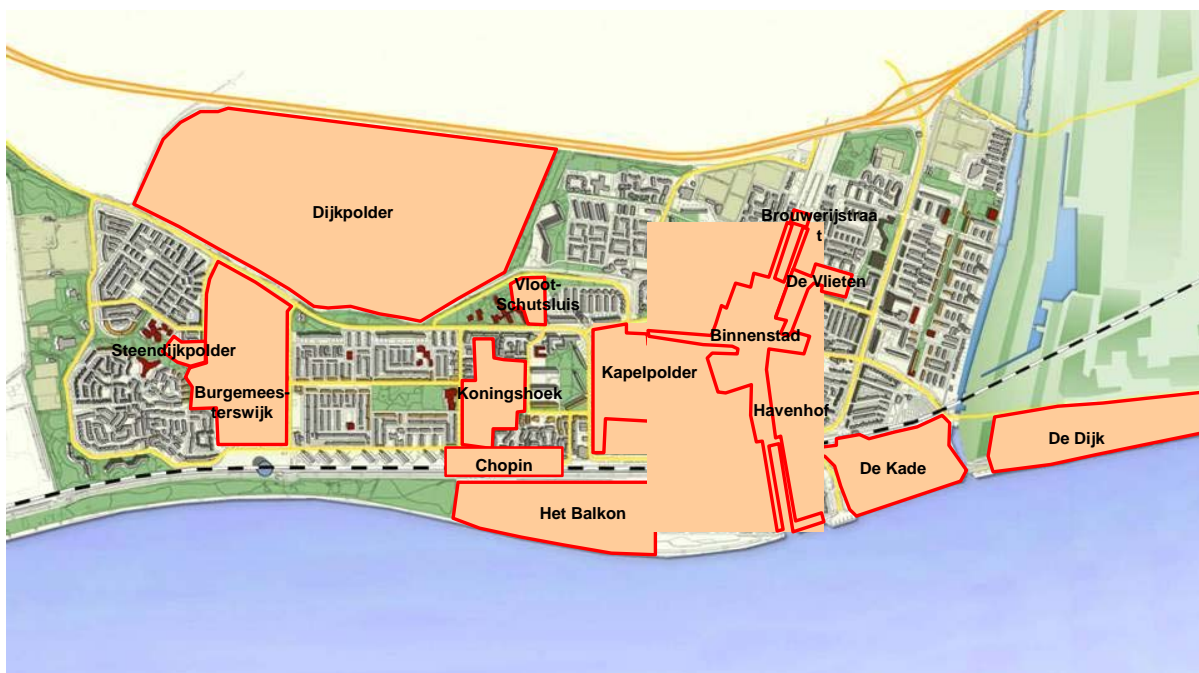 Dijkpolder
Brouwerijstraa
t
De Vlieten
Vloot-
Schutsluis
Binnenstad
Steendijkpolder
Kapelpolder
Burgemees-
terswijk
Koningshoek
Havenhof
De Dijk
Chopin
De Kade
Het Balkon